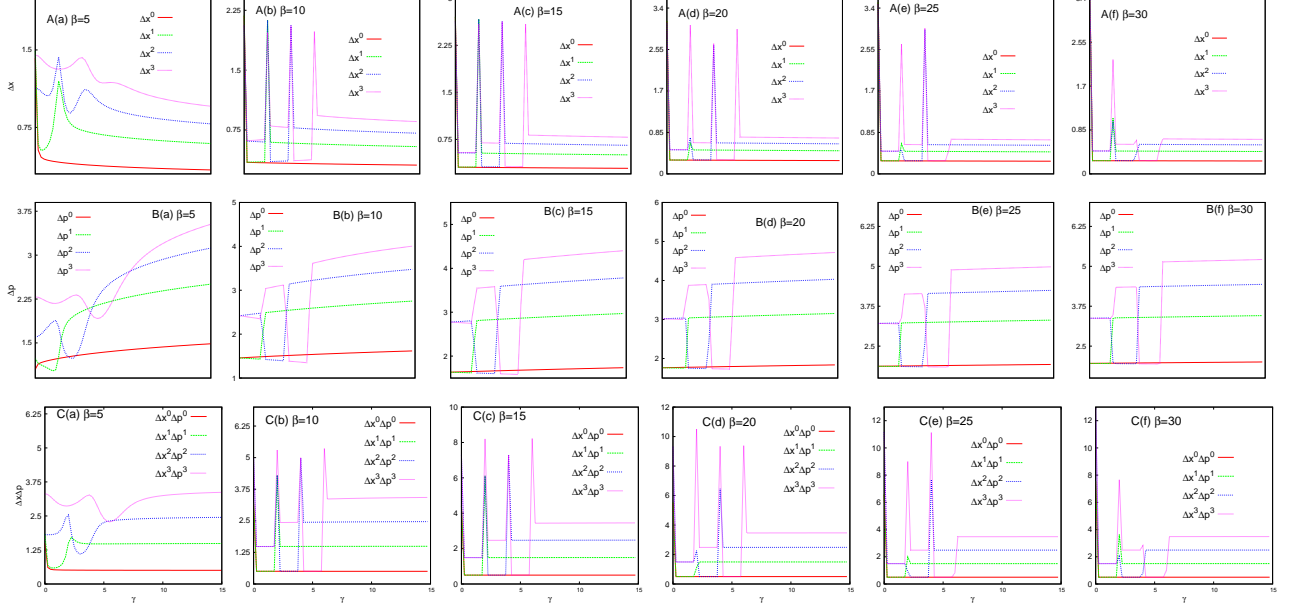 A(a) β=5
Δx⁰
Δx¹
Δx²
Δx³
1.5
0.75
Δx
A(b) β=10
Δx⁰
Δx¹
Δx²
Δx³
2.25
1.5
0.75
A(c) β=15
Δx⁰
Δx¹
Δx²
Δx³
2.25
1.5
0.75
A(d) β=20
Δx⁰
Δx¹
Δx²
Δx³
3.4
2.55
1.7
0.85
0
A(e) β=25
Δx⁰
Δx¹
Δx²
Δx³
3.4
2.55
1.7
0.85
0
A(f) β=30
Δx⁰
Δx¹
Δx²
Δx³
2.55
1.7
0.85
0
B(a) β=5
Δp⁰
Δp¹
Δp²
Δp³
3.75
3
2.25
1.5
Δp
B(b) β=10
Δp⁰
Δp¹
Δp²
Δp³
5
4
3
2
1
B(c) β=15
Δp⁰
Δp¹
Δp²
Δp³
5
4
3
2
B(d) β=20
Δp⁰
Δp¹
Δp²
Δp³
6
5
4
3
2
B(e) β=25
Δp⁰
Δp¹
Δp²
Δp³
6.25
5
3.75
2.5
B(f) β=30
Δp⁰
Δp¹
Δp²
Δp³
6.25
5
3.75
2.5
C(a) β=5
Δx⁰Δp⁰
Δx¹Δp¹
Δx²Δp²
Δx³Δp³
6.25
5
3.75
2.5
1.25
0
ΔxΔp
0 5 10 15
γ
C(b) β=10
Δx⁰Δp⁰
Δx¹Δp¹
Δx²Δp²
Δx³Δp³
6.25
5
3.75
2.5
1.25
0
0 5 10 15
γ
C(c) β=15
Δx⁰Δp⁰
Δx¹Δp¹
Δx²Δp²
Δx³Δp³
10
8
6
4
2
0
0 5 10 15
γ
C(d) β=20
Δx⁰Δp⁰
Δx¹Δp¹
Δx²Δp²
Δx³Δp³
12
10
8
6
4
2
0
0 5 10 15
γ
C(e) β=25
Δx⁰Δp⁰
Δx¹Δp¹
Δx²Δp²
Δx³Δp³
12
10
8
6
4
2
0
0 5 10 15
γ
C(f) β=30
Δx⁰Δp⁰
Δx¹Δp¹
Δx²Δp²
Δx³Δp³
12
10
8
6
4
2
0
0 5 10 15
γ